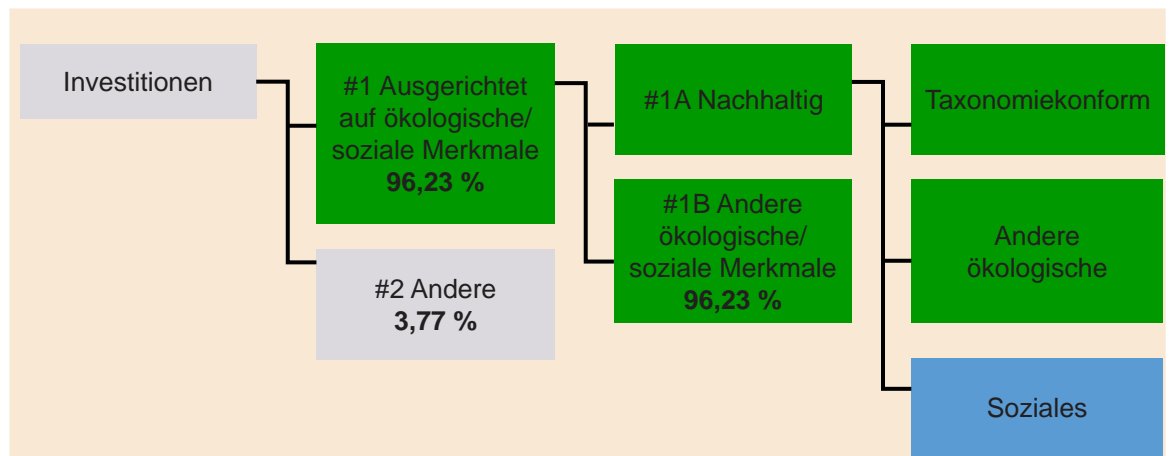 Investitionen
#1 Ausgerichtet
auf ökologische/
soziale Merkmale
96,23 %
#2 Andere
3,77 %
#1A Nachhaltig
#1B Andere
ökologische/
soziale Merkmale
96,23 %
Taxonomiekonform
Andere
ökologische
Soziales